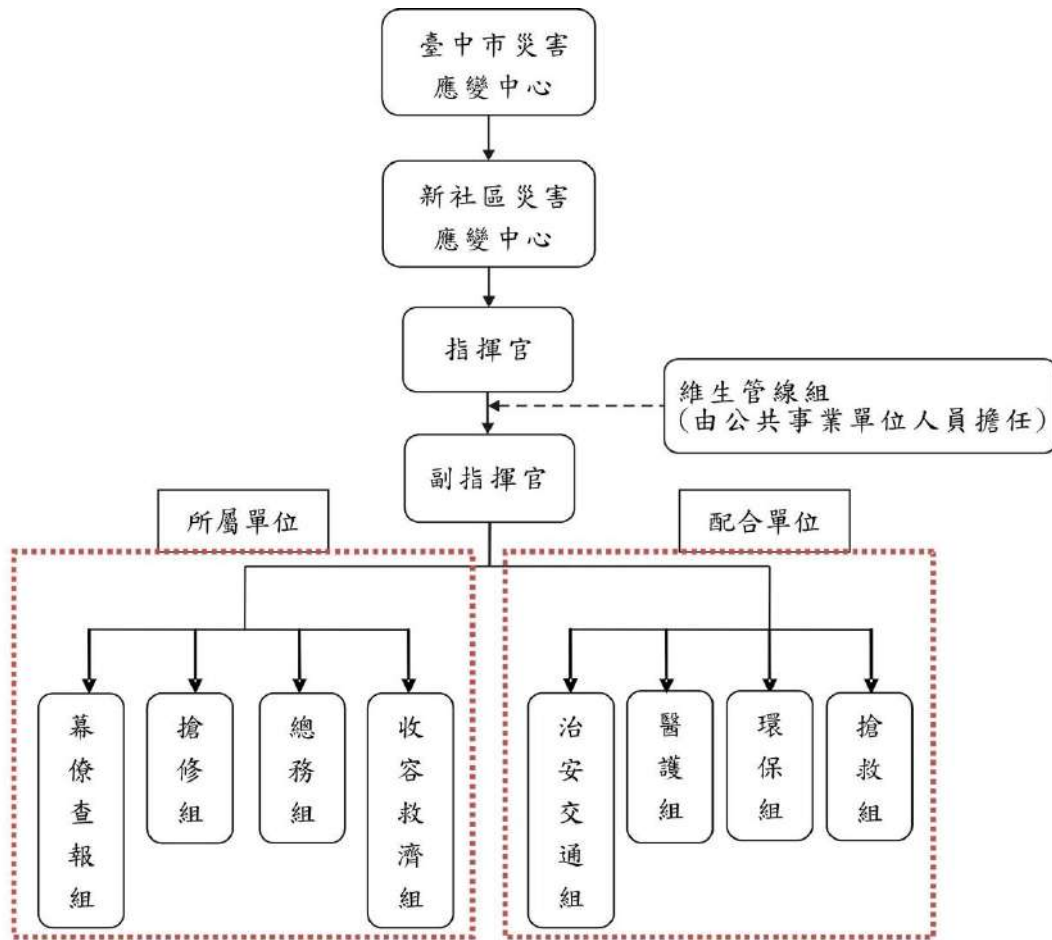 臺中市災害
應變中心
新社區災害
應變中心
指揮官
維生管線組
(由公共事業單位人員擔任)
副指揮官
所屬單位
配合單位
幕僚查報組
搶修組
總務組
收容救濟組
治安交通組
醫護組
環保組
搶救組